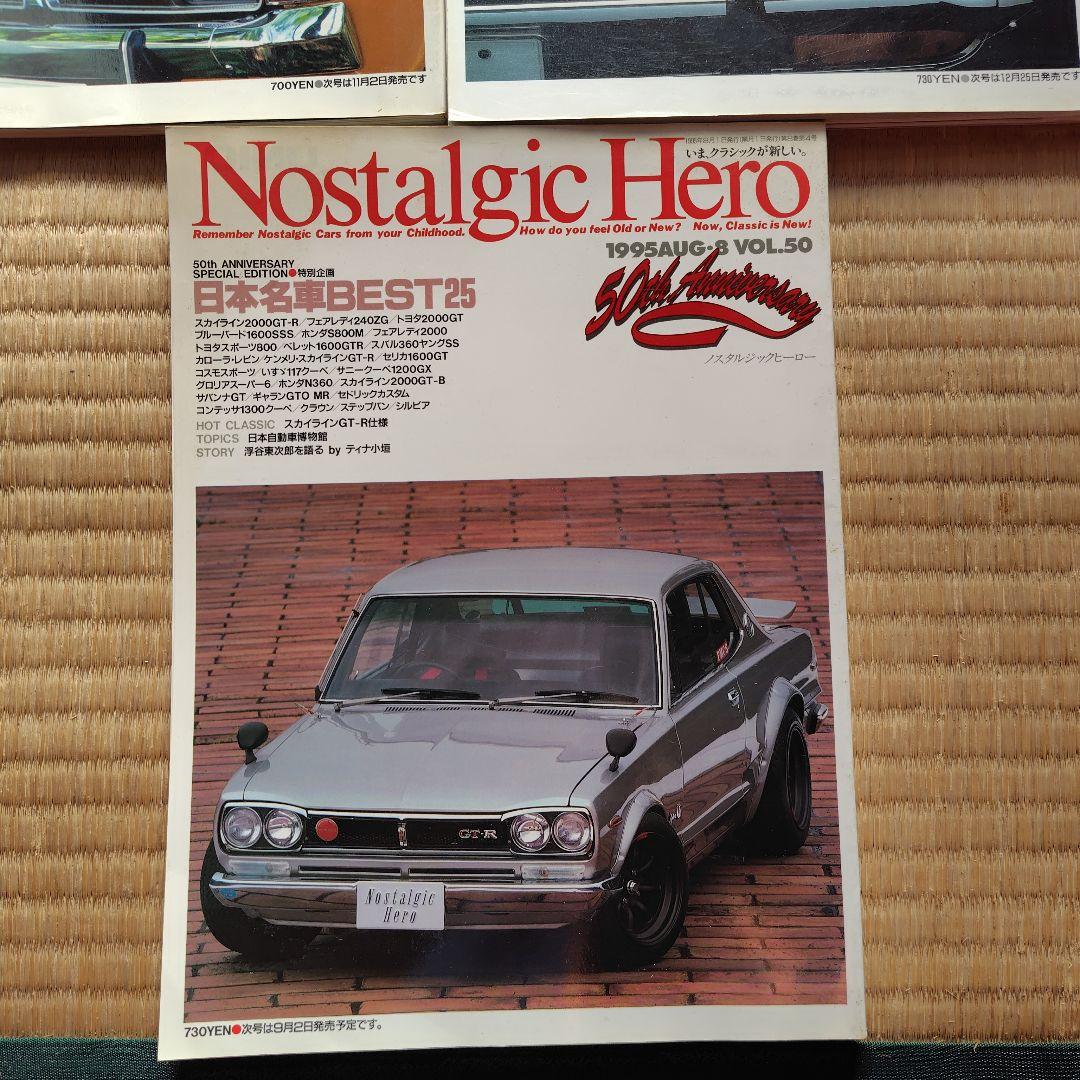 700YEN●次号は11月2日発売です
730YEN●次号は12月25日発売です
Nostalgic Hero
いま、クラシックが新しい。
Remember Nostalgic Cars from your Childhood. How do you feel Old or New? Now, Classic is New!
1995AUG・8 VOL.50
50th Anniversary
ノスタルジックヒーロー
50th ANNIVERSARY
SPECIAL EDITION●特別企画
日本名車BEST25
スカイライン2000GT-R／フェアレディ240ZG／トヨタ2000GT
ブルーバード1600SSS／ホンダS800M／フェアレディ2000
トヨタスポーツ800／ベレット1600GTR／スバル360ヤングSS
カローラ・レビン／ケンメリ・スカイラインGT-R／セリカ1600GT
コスモスポーツ／いすゞ117クーペ／サニークーペ1200GX
グロリアスーパー6／ホンダN360／スカイライン2000GT-B
サバンナGT／ギャランGTO MR／セドリックカスタム
コンテッサ1300クーペ／クラウン／ステップバン／シルビア
HOT CLASSIC スカイラインGT-R仕様
TOPICS 日本自動車博物館
STORY 浮谷東次郎を語る by ティナ小垣
GT-R
Nostalgic
Hero
730YEN●次号は9月2日発売予定です。